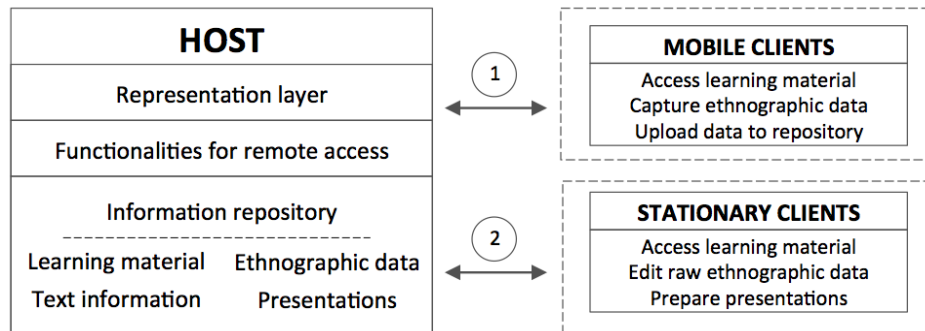 HOST
Representation layer
Functionalities for remote access
Information repository
Learning material Ethnographic data
Text information Presentations
1
2
MOBILE CLIENTS
Access learning material
Capture ethnographic data
Upload data to repository
STATIONARY CLIENTS
Access learning material
Edit raw ethnographic data
Prepare presentations